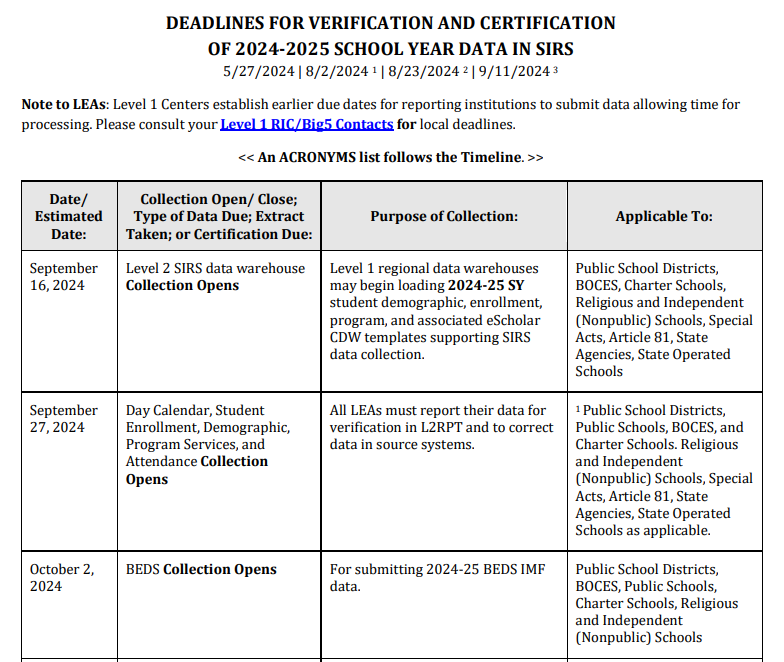 DEADLINES FOR VERIFICATION AND CERTIFICATION
OF 2024-2025 SCHOOL YEAR DATA IN SIRS
5/27/2024 | 8/2/2024 ¹ | 8/23/2024 ² | 9/11/2024 ³
Note to LEAs: Level 1 Centers establish earlier due dates for reporting institutions to submit data allowing time for
processing. Please consult your Level 1 RIC/Big5 Contacts for local deadlines.
<< An ACRONYMS list follows the Timeline. >>
Date/
Estimated
Date:
Collection Open/ Close;
Type of Data Due; Extract
Taken; or Certification Due:
Purpose of Collection:
Applicable To:
September
16, 2024
Level 2 SIRS data warehouse
Collection Opens
Level 1 regional data warehouses
may begin loading 2024-25 SY
student demographic, enrollment,
program, and associated eScholar
CDW templates supporting SIRS
data collection.
Public School Districts,
BOCES, Charter Schools,
Religious and Independent
(Nonpublic) Schools, Special
Acts, Article 81, State
Agencies, State Operated
Schools
September
27, 2024
Day Calendar, Student
Enrollment, Demographic,
Program Services, and
Attendance Collection
Opens
All LEAs must report their data for
verification in L2RPT and to correct
data in source systems.
¹ Public School Districts,
Public Schools, BOCES, and
Charter Schools. Religious
and Independent
(Nonpublic) Schools, Special
Acts, Article 81, State
Agencies, State Operated
Schools as applicable.
October 2,
2024
BEDS Collection Opens
For submitting 2024-25 BEDS IMF
data.
Public School Districts,
BOCES, Public Schools,
Charter Schools, Religious
and Independent
(Nonpublic) Schools